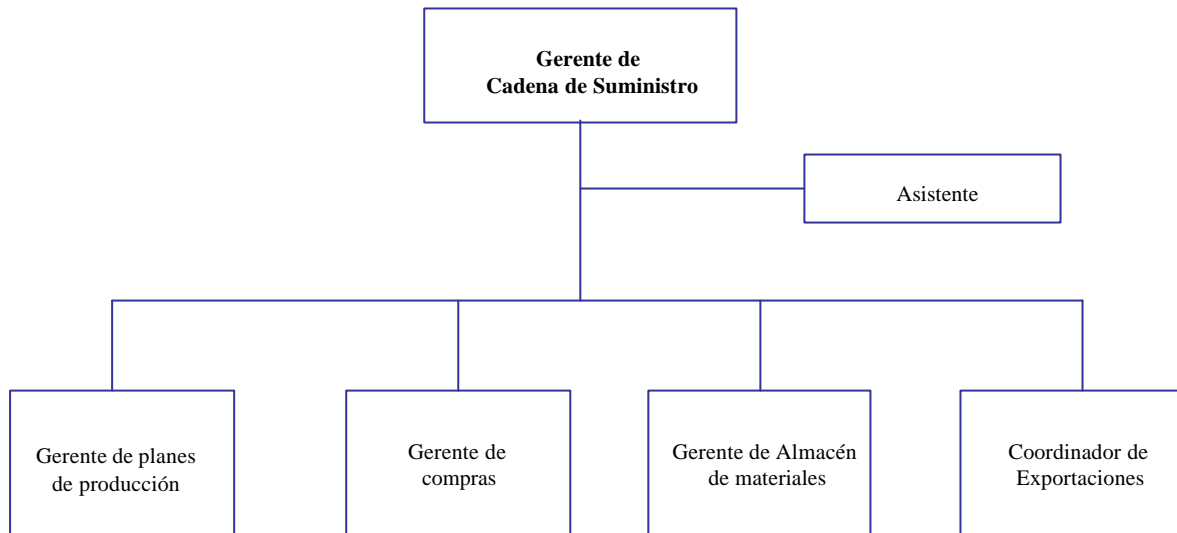 Gerente de
Cadena de Suministro
Asistente
Gerente de planes
de producción
Gerente de
compras
Gerente de Almacén
de materiales
Coordinador de
Exportaciones